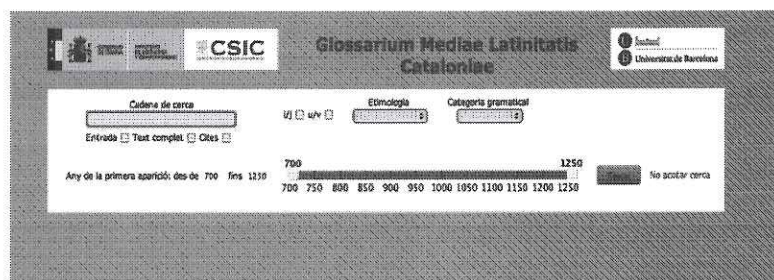 CSIC
Glossarium Mediae Latinitatis
Cataloniae
Universitat de Barcelona
Cadena de cerca
Entrada Text complet Cites
i/j u/v
Etimologia
Categoria gramatical
Any de la primera aparició: des de 700 fins 1250
700 1250
700 750 800 850 900 950 1000 1050 1100 1150 1200 1250
No acotar cerca